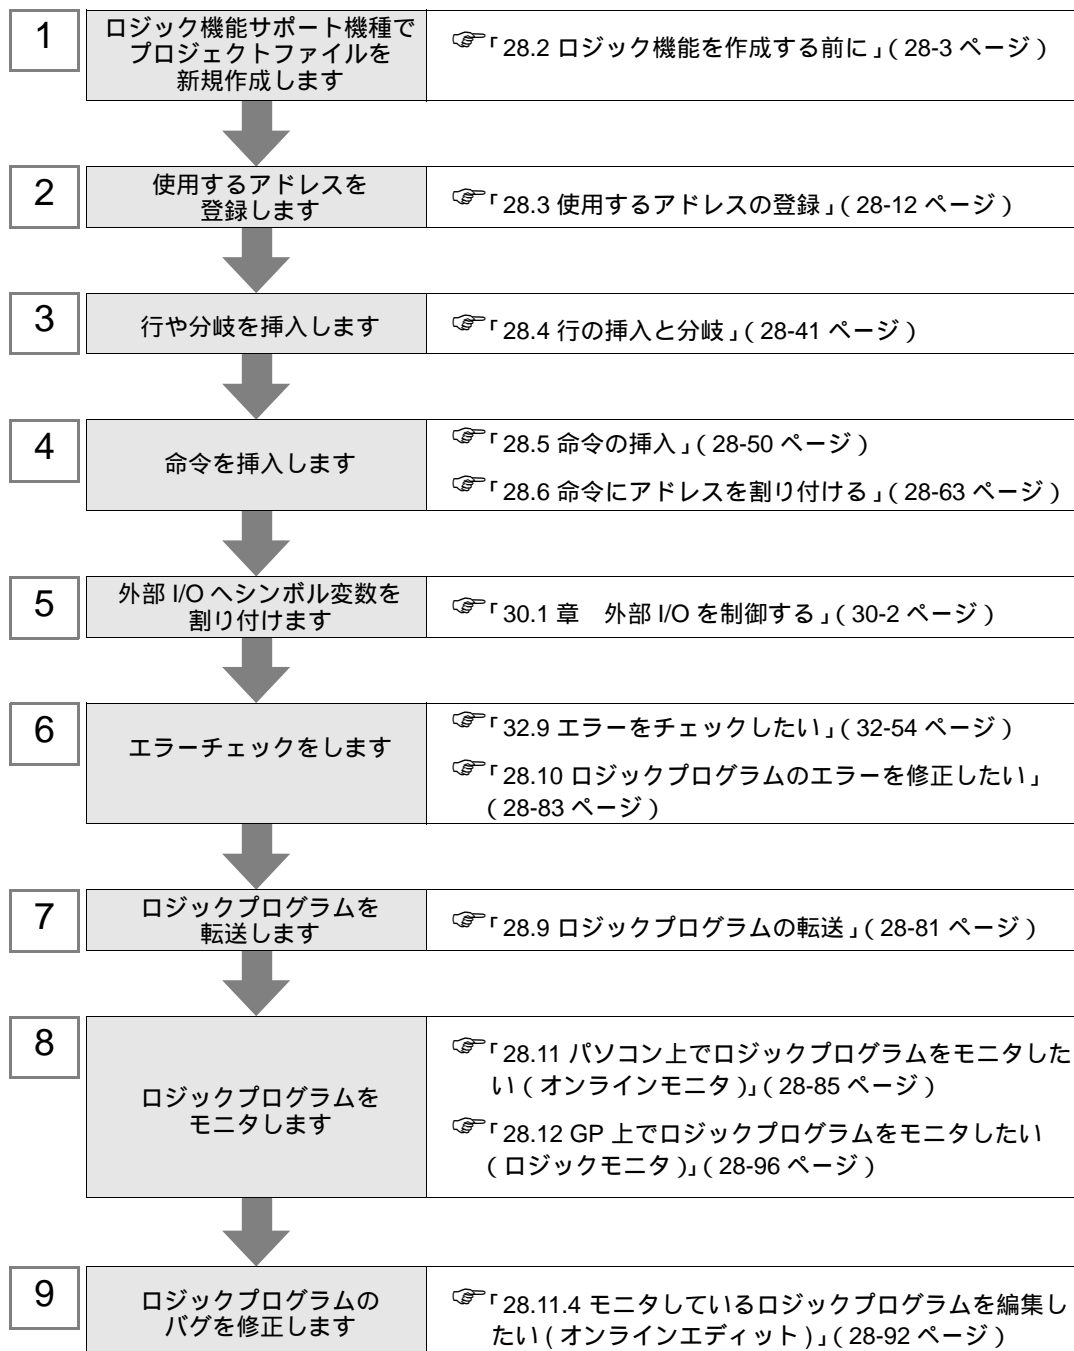 1
ロジック機能サポート機種で
プロジェクトファイルを
新規作成します
☞「28.2 ロジック機能を作成する前に」( 28-3 ページ )
2
使用するアドレスを
登録します
☞「28.3 使用するアドレスの登録」( 28-12 ページ )
3
行や分岐を挿入します
☞「28.4 行の挿入と分岐」( 28-41 ページ )
4
命令を挿入します
☞「28.5 命令の挿入」( 28-50 ページ )
☞「28.6 命令にアドレスを割り付ける」( 28-63 ページ )
5
外部 I/O へシンボル変数を
割り付けます
☞「30.1 章　外部 I/O を制御する」( 30-2 ページ )
6
エラーチェックをします
☞「32.9 エラーをチェックしたい」( 32-54 ページ )
☞「28.10 ロジックプログラムのエラーを修正したい」
( 28-83 ページ )
7
ロジックプログラムを
転送します
☞「28.9 ロジックプログラムの転送」( 28-81 ページ )
8
ロジックプログラムを
モニタします
☞「28.11 パソコン上でロジックプログラムをモニタした
い ( オンラインモニタ )」( 28-85 ページ )
☞「28.12 GP 上でロジックプログラムをモニタしたい
( ロジックモニタ )」( 28-96 ページ )
9
ロジックプログラムの
バグを修正します
☞「28.11.4 モニタしているロジックプログラムを編集し
たい ( オンラインエディット )」( 28-92 ページ )